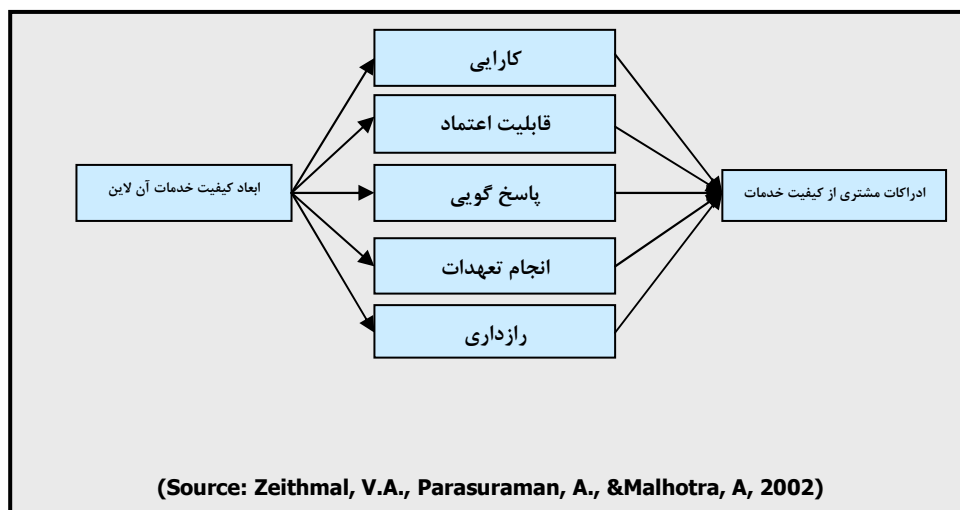 کارایی
قابلیت اعتماد
ابعاد کیفیت خدمات آن لاین
پاسخ گویی
ادراکات مشتری از کیفیت خدمات
انجام تعهدات
رازداری
(Source: Zeithmal, V.A., Parasuraman, A., &Malhotra, A, 2002)